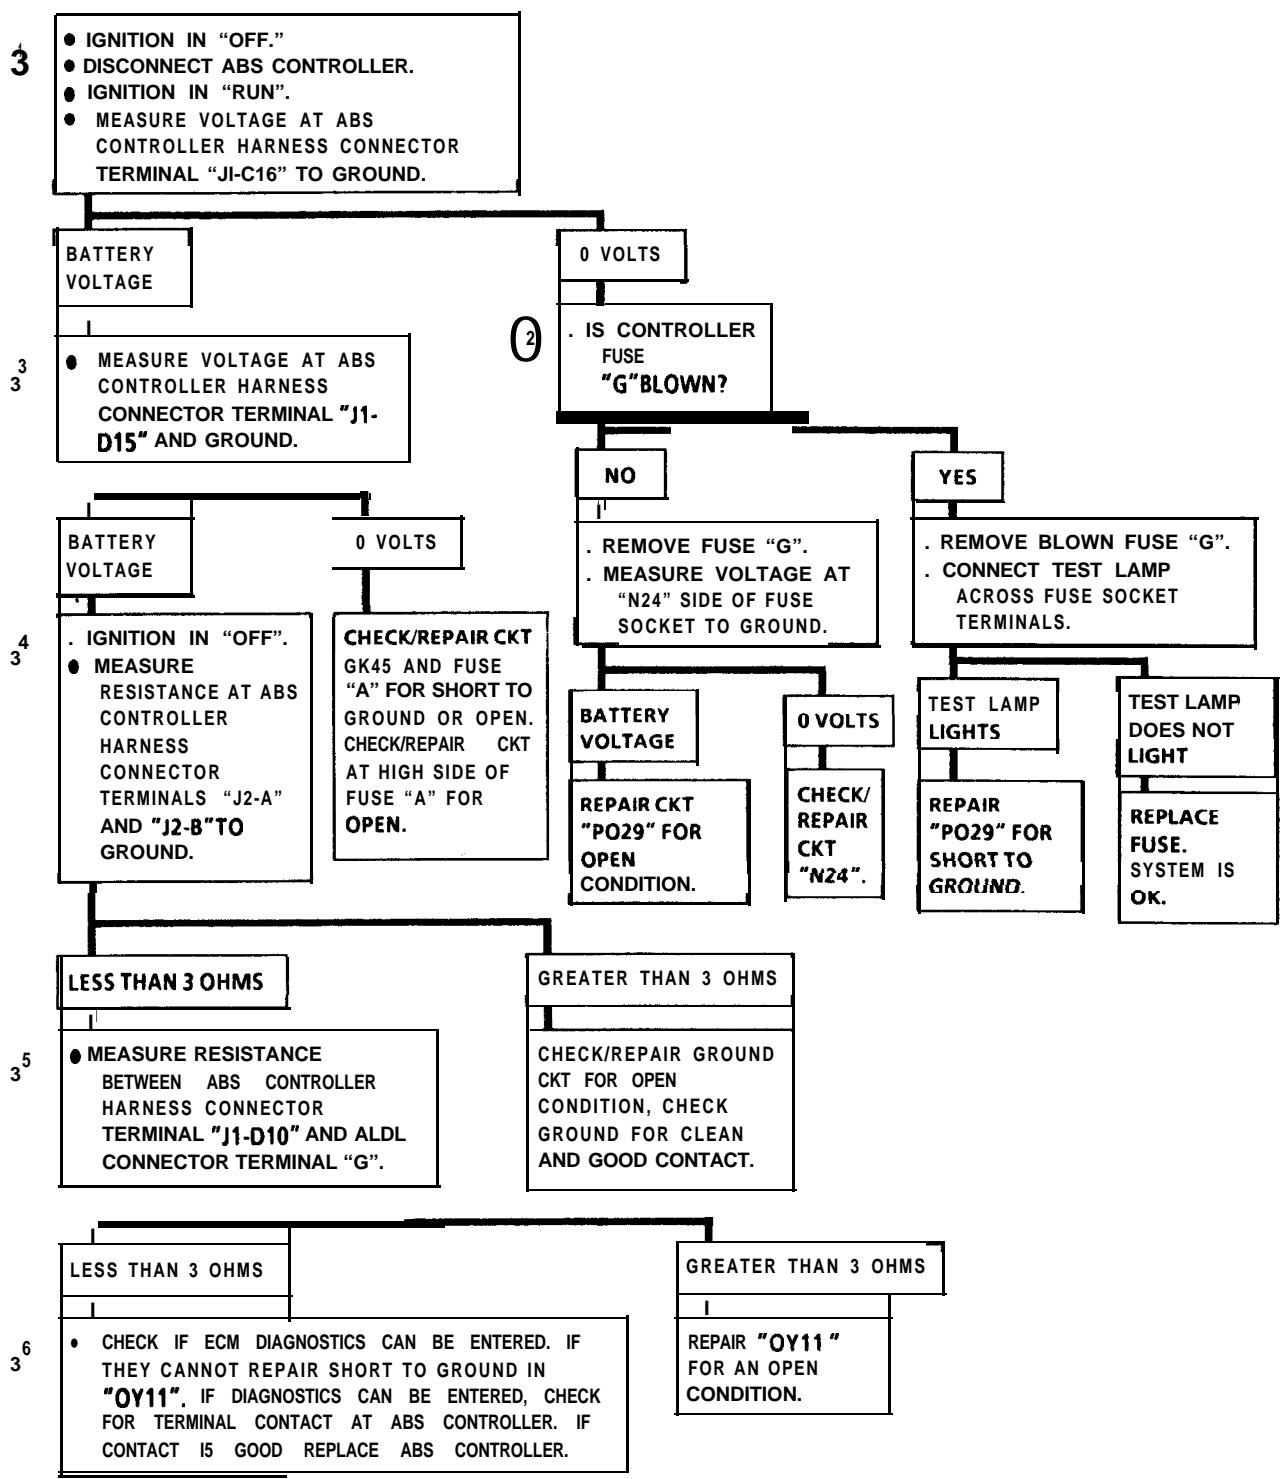 3
● IGNITION IN “OFF.”
● DISCONNECT ABS CONTROLLER.
● IGNITION IN “RUN”.
● MEASURE VOLTAGE AT ABS
CONTROLLER HARNESS CONNECTOR
TERMINAL “JI-C16” TO GROUND.
BATTERY
VOLTAGE
0 VOLTS
3 3
● MEASURE VOLTAGE AT ABS
CONTROLLER HARNESS
CONNECTOR TERMINAL "J1-
D15" AND GROUND.
O 2
. IS CONTROLLER
FUSE
"G"BLOWN?
NO
YES
BATTERY
VOLTAGE
0 VOLTS
. REMOVE FUSE “G”.
. MEASURE VOLTAGE AT
“N24” SIDE OF FUSE
SOCKET TO GROUND.
. REMOVE BLOWN FUSE “G”.
. CONNECT TEST LAMP
ACROSS FUSE SOCKET
TERMINALS.
3 4
. IGNITION IN “OFF”.
● MEASURE
RESISTANCE AT ABS
CONTROLLER
HARNESS
CONNECTOR
TERMINALS “J2-A”
AND "J2-B"TO
GROUND.
CHECK/REPAIR CKT
GK45 AND FUSE
“A” FOR SHORT TO
GROUND OR OPEN.
CHECK/REPAIR CKT
AT HIGH SIDE OF
FUSE “A” FOR
OPEN.
BATTERY
VOLTAGE
0 VOLTS
TEST LAMP
LIGHTS
TEST LAMP
DOES NOT
LIGHT
REPAIR CKT
"PO29" FOR
OPEN
CONDITION.
CHECK/
REPAIR
CKT
"N24".
REPAIR
"PO29" FOR
SHORT TO
GROUND.
REPLACE
FUSE.
SYSTEM IS
OK.
LESS THAN 3 OHMS
GREATER THAN 3 OHMS
3 5
● MEASURE RESISTANCE
BETWEEN ABS CONTROLLER
HARNESS CONNECTOR
TERMINAL "J1-D10" AND ALDL
CONNECTOR TERMINAL “G”.
CHECK/REPAIR GROUND
CKT FOR OPEN
CONDITION, CHECK
GROUND FOR CLEAN
AND GOOD CONTACT.
LESS THAN 3 OHMS
GREATER THAN 3 OHMS
3 6
● CHECK IF ECM DIAGNOSTICS CAN BE ENTERED. IF
THEY CANNOT REPAIR SHORT TO GROUND IN
"OY11". IF DIAGNOSTICS CAN BE ENTERED, CHECK
FOR TERMINAL CONTACT AT ABS CONTROLLER. IF
CONTACT I5 GOOD REPLACE ABS CONTROLLER.
REPAIR "OY11"
FOR AN OPEN
CONDITION.